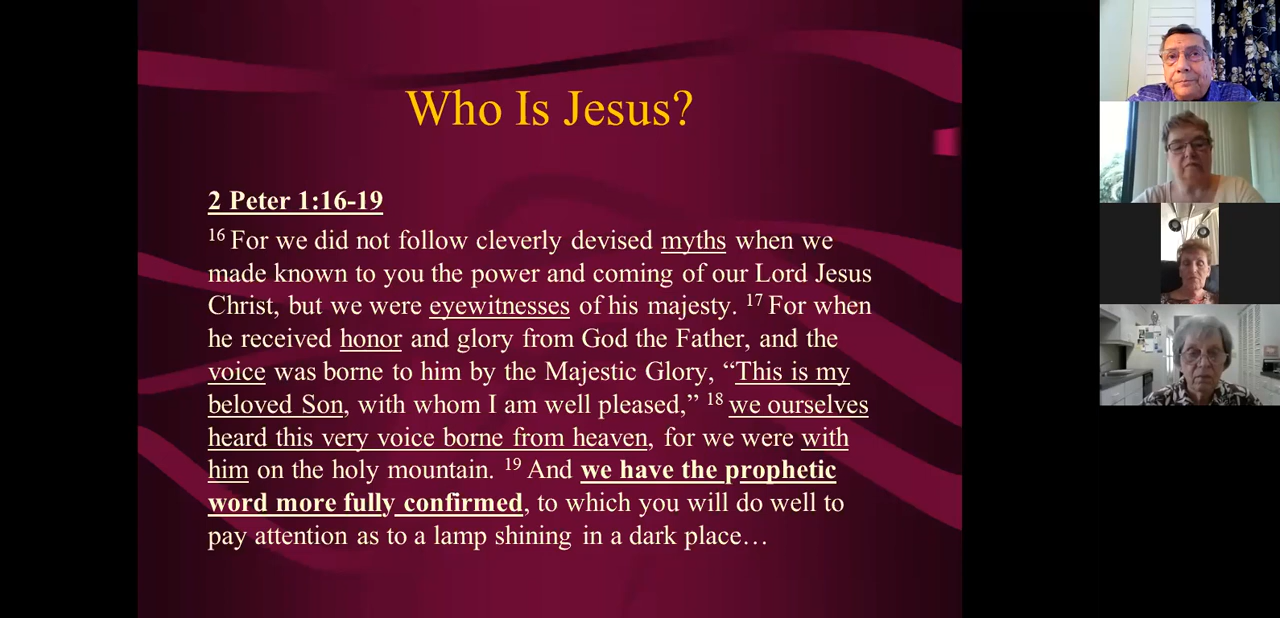 Who Is Jesus?
2 Peter 1:16-19
16 For we did not follow cleverly devised myths when we
made known to you the power and coming of our Lord Jesus
Christ, but we were eyewitnesses of his majesty. 17 For when
he received honor and glory from God the Father, and the
voice was borne to him by the Majestic Glory, “This is my
beloved Son, with whom I am well pleased,” 18 we ourselves
heard this very voice borne from heaven, for we were with
him on the holy mountain. 19 And we have the prophetic
word more fully confirmed, to which you will do well to
pay attention as to a lamp shining in a dark place…